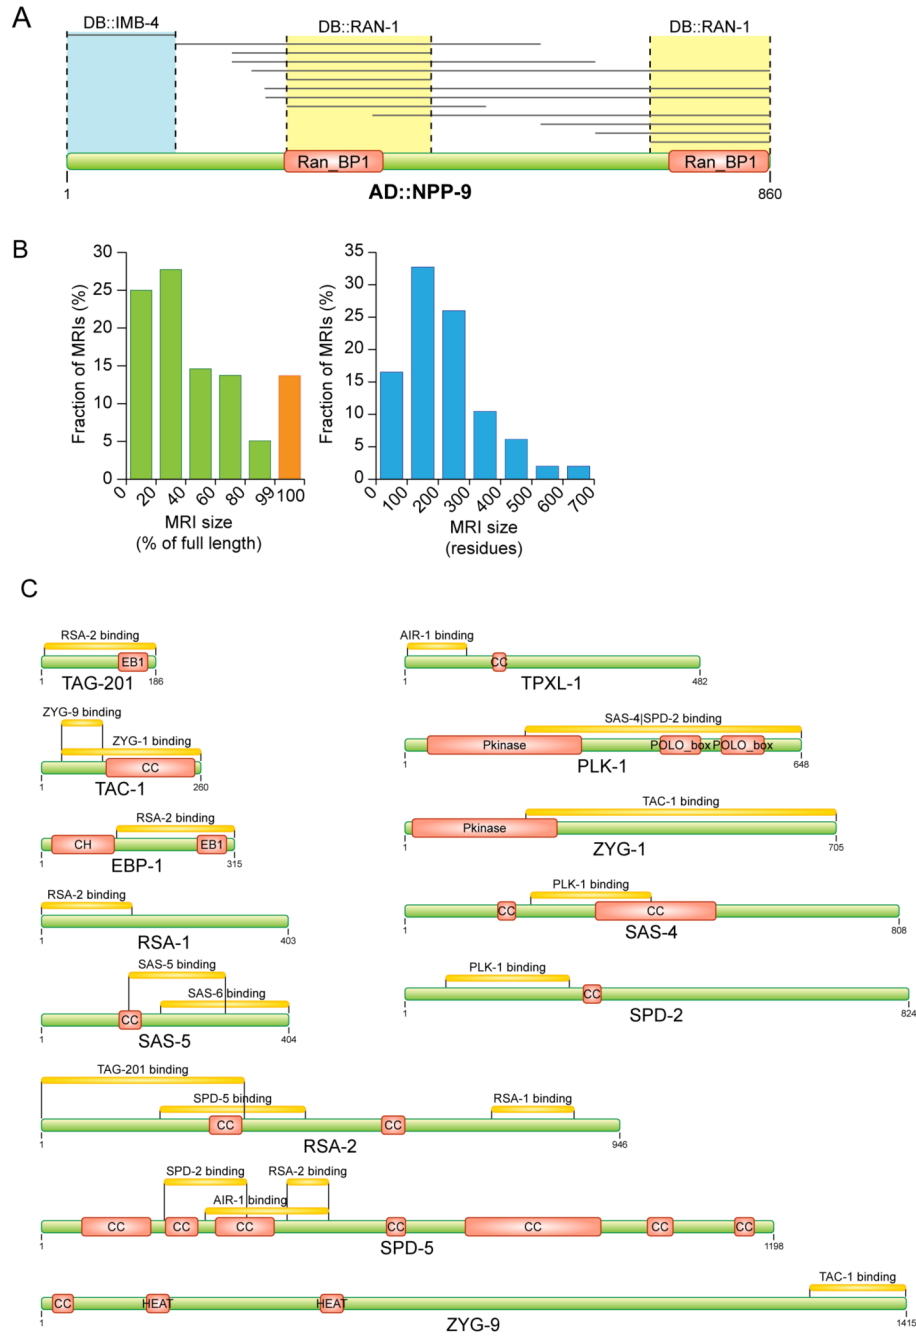 A
DB::IMB-4
DB::RAN-1
DB::RAN-1
Ran_BP1
Ran_BP1
1
AD::NPP-9
860
B
Fraction of MRIs (%)
30
25
20
15
10
5
0
0
20
40
60
80
99
100
MRI size
(% of full length)
Fraction of MRIs (%)
35
30
25
20
15
10
5
0
0
100
200
300
400
500
600
700
MRI size
(residues)
C
RSA-2 binding
EB1
1
186
TAG-201
ZYG-9 binding
ZYG-1 binding
CC
1
260
TAC-1
RSA-2 binding
CH
EB1
1
315
EBP-1
RSA-2 binding
1
403
RSA-1
SAS-5 binding
SAS-6 binding
CC
1
404
SAS-5
AIR-1 binding
CC
1
482
TPXL-1
SAS-4|SPD-2 binding
Pkinase
POLO_box
POLO_box
1
648
PLK-1
TAC-1 binding
Pkinase
1
705
ZYG-1
PLK-1 binding
CC
CC
1
808
SAS-4
PLK-1 binding
CC
1
824
SPD-2
TAG-201 binding
SPD-5 binding
RSA-1 binding
CC
CC
1
946
RSA-2
SPD-2 binding
RSA-2 binding
AIR-1 binding
CC
CC
CC
CC
CC
CC
CC
1
1198
SPD-5
TAC-1 binding
CC
HEAT
HEAT
1
1415
ZYG-9